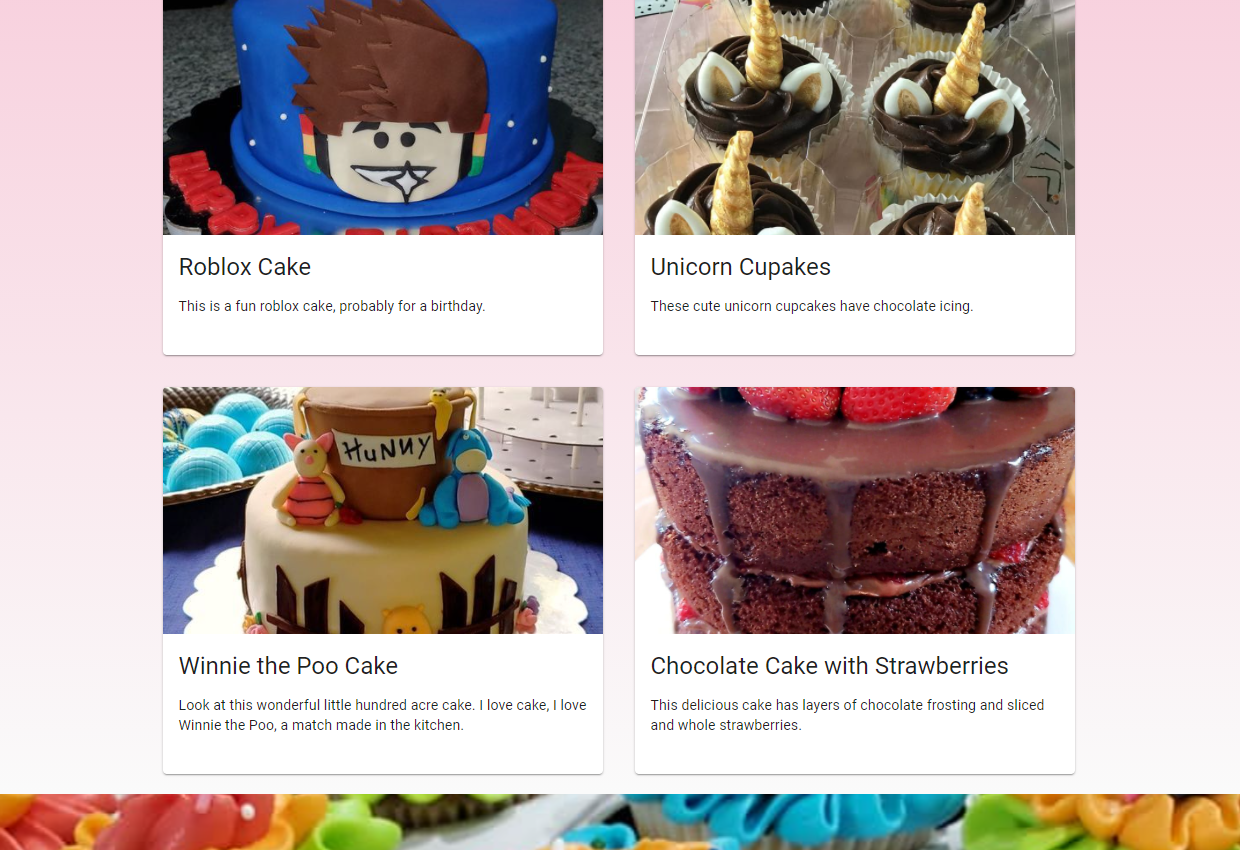 Roblox Cake
This is a fun roblox cake, probably for a birthday.
Unicorn Cupakes
These cute unicorn cupcakes have chocolate icing.
HuNNY
Winnie the Poo Cake
Look at this wonderful little hundred acre cake. I love cake, I love
Winnie the Poo, a match made in the kitchen.
Chocolate Cake with Strawberries
This delicious cake has layers of chocolate frosting and sliced
and whole strawberries.